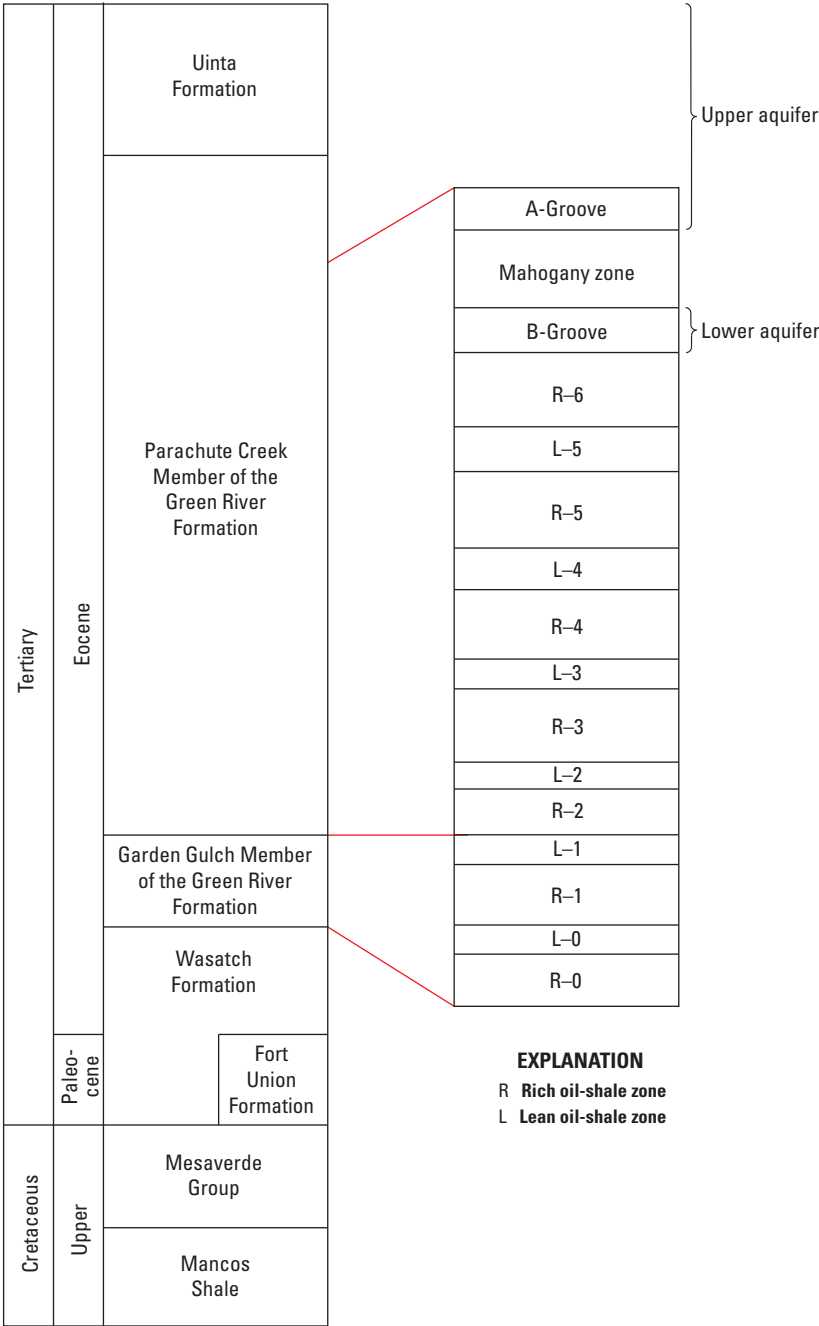 Tertiary
Cretaceous
Eocene
Paleo-
cene
Upper
Uinta
Formation
Parachute Creek
Member of the
Green River
Formation
Garden Gulch Member
of the Green River
Formation
Wasatch
Formation
Fort
Union
Formation
Mesaverde
Group
Mancos
Shale
A-Groove
Mahogany zone
B-Groove
R–6
L–5
R–5
L–4
R–4
L–3
R–3
L–2
R–2
L–1
R–1
L–0
R–0
Upper aquifer
Lower aquifer
EXPLANATION
R Rich oil-shale zone
L Lean oil-shale zone